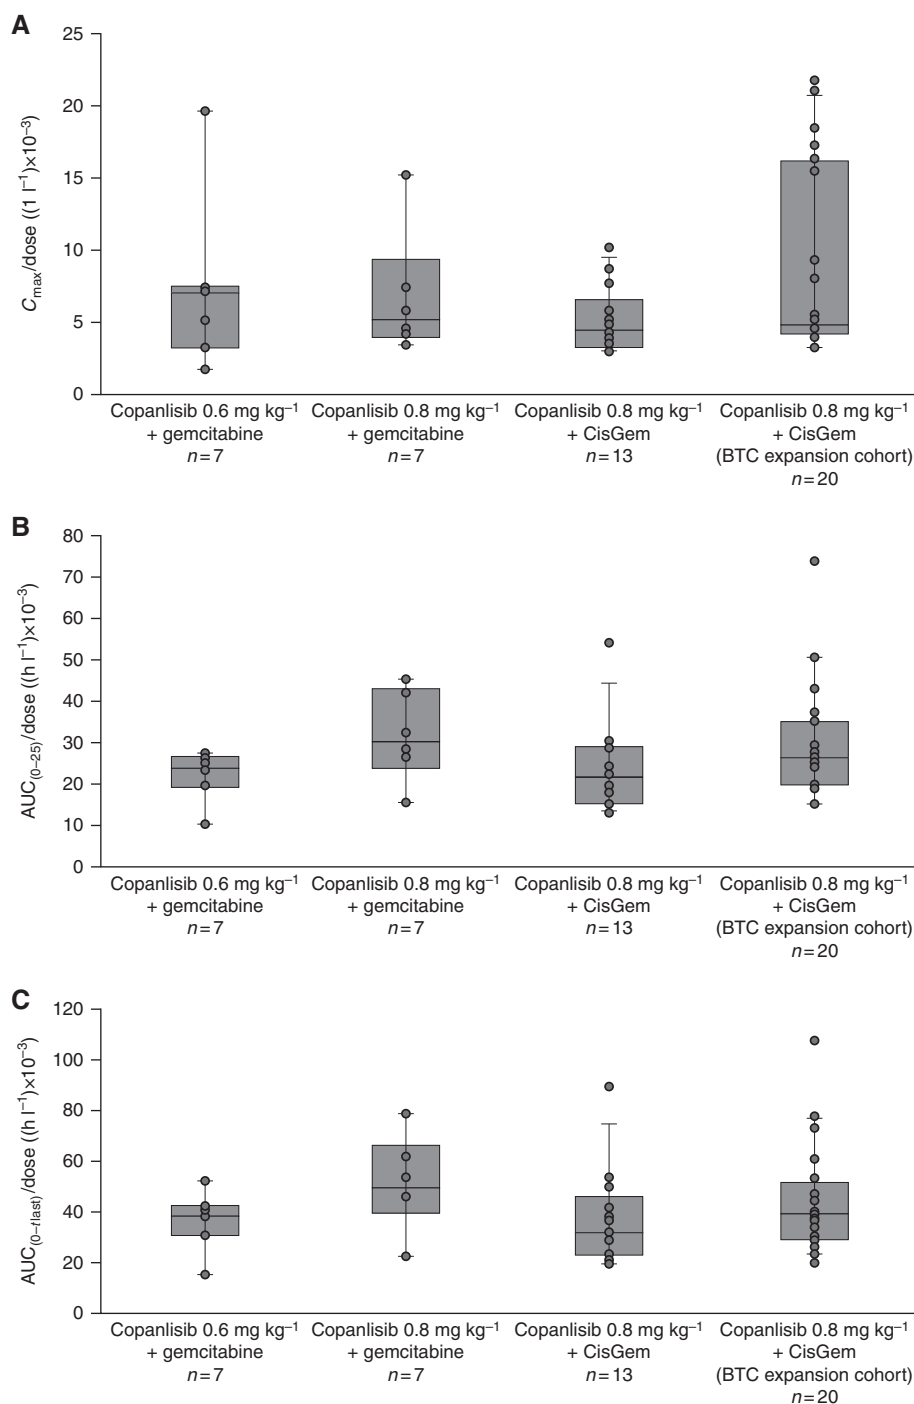 A
C_max/dose ((1 l⁻¹)×10⁻³)
25
20
15
10
5
0
Copanlisib 0.6 mg kg⁻¹
+ gemcitabine
n=7
Copanlisib 0.8 mg kg⁻¹
+ gemcitabine
n=7
Copanlisib 0.8 mg kg⁻¹
+ CisGem
n=13
Copanlisib 0.8 mg kg⁻¹
+ CisGem
(BTC expansion cohort)
n=20
B
AUC(0–25)/dose ((h l⁻¹)×10⁻³)
80
70
60
50
40
30
20
10
0
Copanlisib 0.6 mg kg⁻¹
+ gemcitabine
n=7
Copanlisib 0.8 mg kg⁻¹
+ gemcitabine
n=7
Copanlisib 0.8 mg kg⁻¹
+ CisGem
n=13
Copanlisib 0.8 mg kg⁻¹
+ CisGem
(BTC expansion cohort)
n=20
C
AUC(0–tlast)/dose ((h l⁻¹)×10⁻³)
120
100
80
60
40
20
0
Copanlisib 0.6 mg kg⁻¹
+ gemcitabine
n=7
Copanlisib 0.8 mg kg⁻¹
+ gemcitabine
n=7
Copanlisib 0.8 mg kg⁻¹
+ CisGem
n=13
Copanlisib 0.8 mg kg⁻¹
+ CisGem
(BTC expansion cohort)
n=20